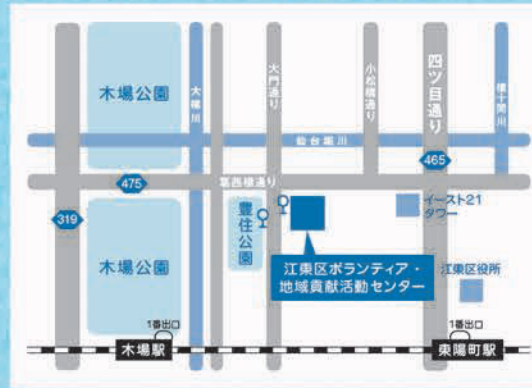 木場公園
大横川
大門通り
小松橋通り
四ツ目通り
横十間川
仙台堀川
465
475
葛西橋通り
319
豊住公園
イースト21
タワー
木場公園
江東区ボランティア・
地域貢献活動センター
江東区役所
1番出口
木場駅
1番出口
東陽町駅